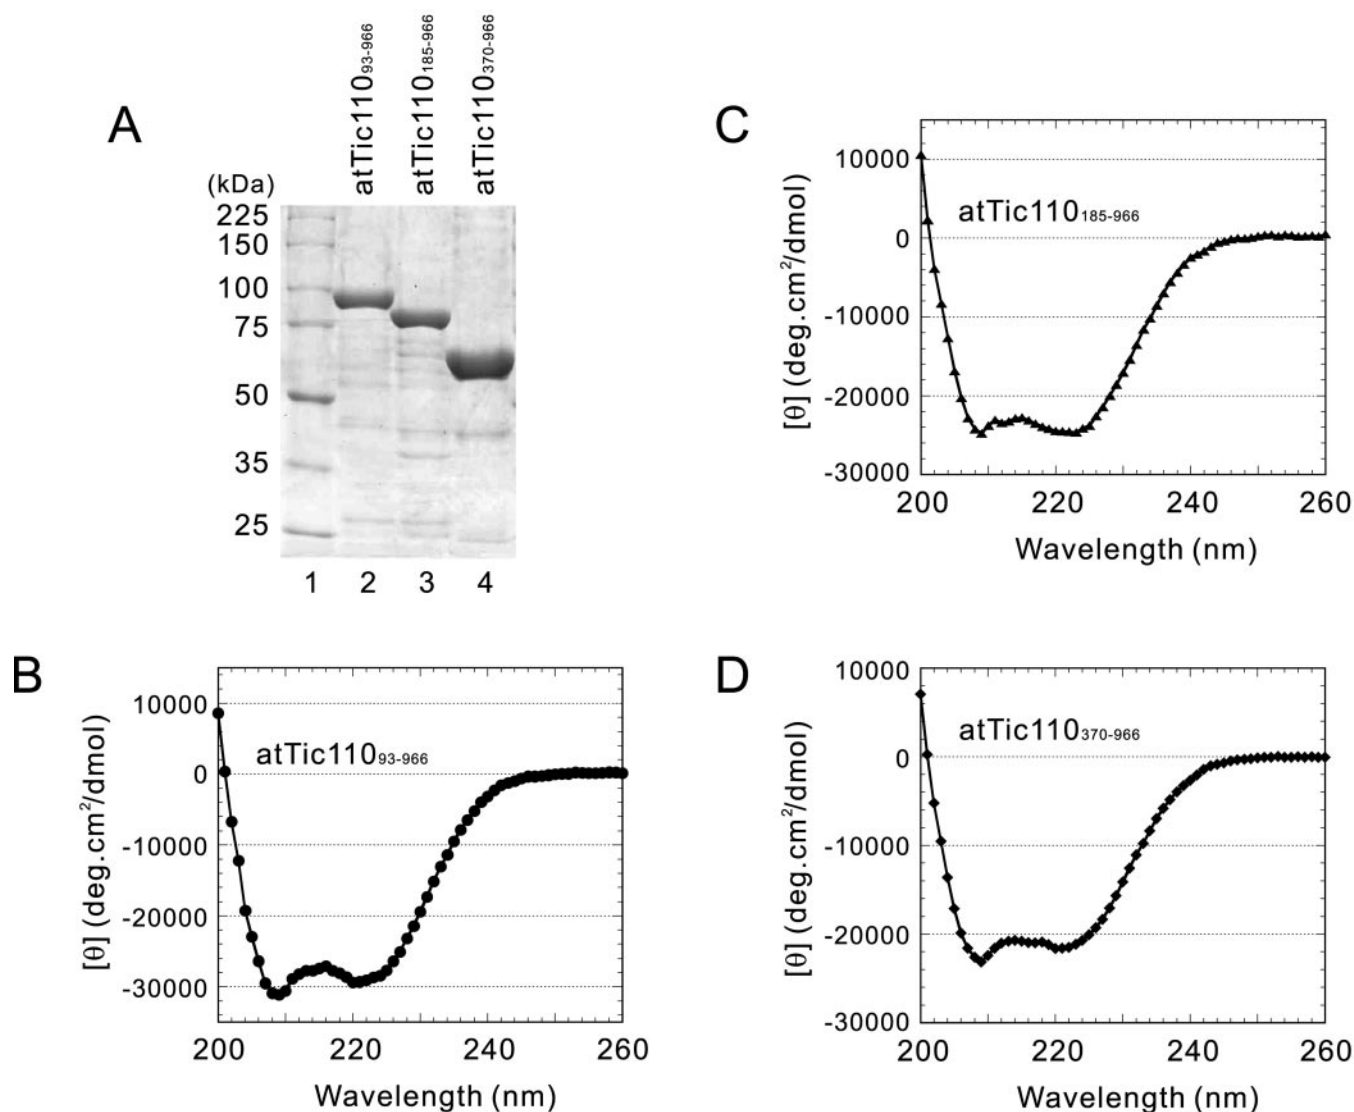 A
(kDa)
225
150
100
75
50
35
25
atTic110₉₃₋₉₆₆
atTic110₁₈₅₋₉₆₆
atTic110₃₇₀₋₉₆₆
1 2 3 4
B
[θ] (deg.cm²/dmol)
10000
0
-10000
-20000
-30000
atTic110₉₃₋₉₆₆
200 220 240 260
Wavelength (nm)
C
[θ] (deg.cm²/dmol)
10000
0
-10000
-20000
-30000
atTic110₁₈₅₋₉₆₆
200 220 240 260
Wavelength (nm)
D
[θ] (deg.cm²/dmol)
10000
0
-10000
-20000
-30000
atTic110₃₇₀₋₉₆₆
200 220 240 260
Wavelength (nm)